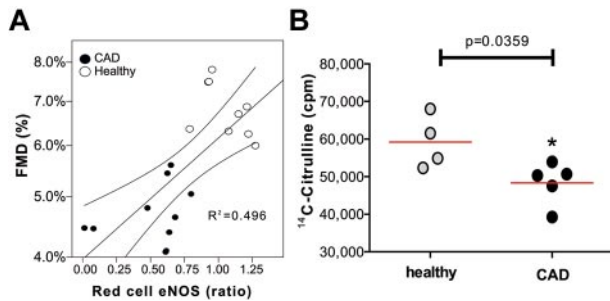 A
CAD
Healthy
FMD (%)
8.0%
7.0%
6.0%
5.0%
4.0%
R²=0.496
0.00 0.25 0.50 0.75 1.00 1.25
Red cell eNOS (ratio)
B
p=0.0359
¹⁴C-Citrulline (cpm)
80,000
70,000
60,000
50,000
40,000
30,000
*
healthy CAD